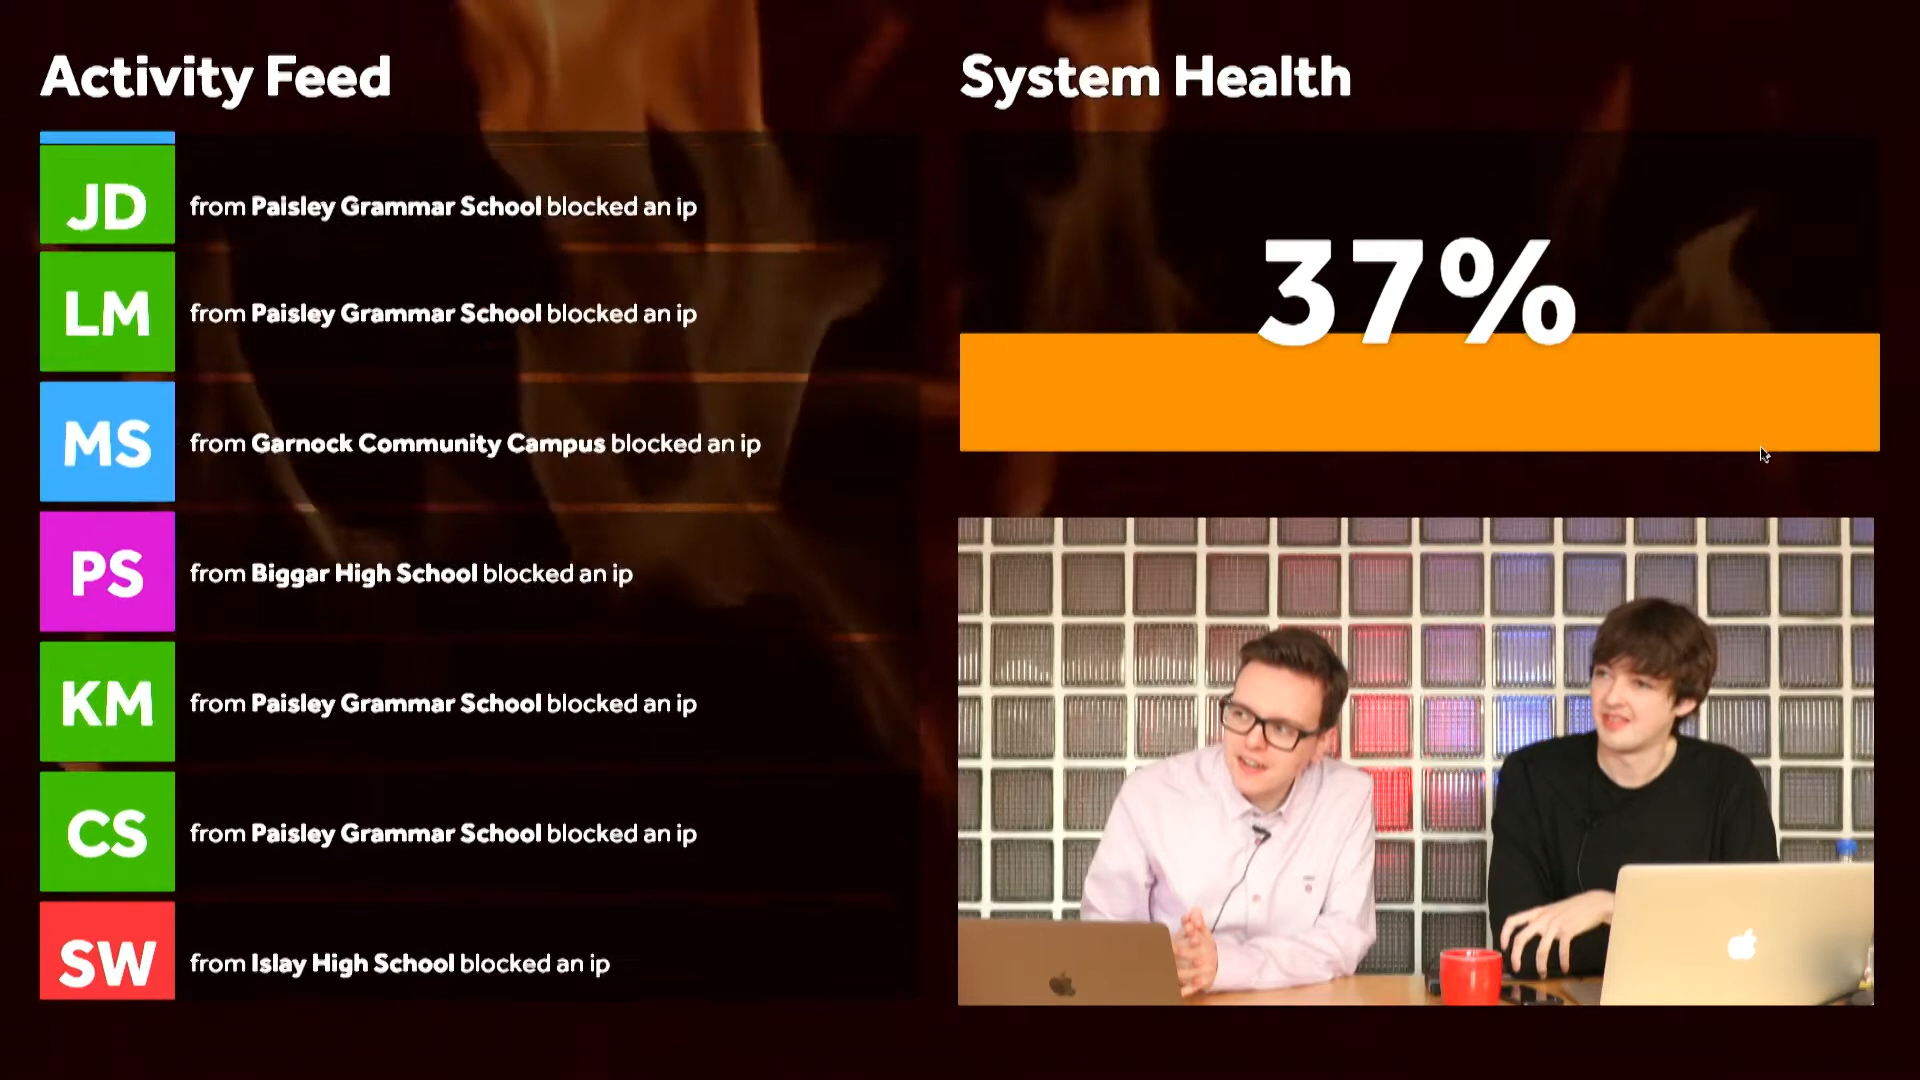 Activity Feed
JD
from Paisley Grammar School blocked an ip
LM
from Paisley Grammar School blocked an ip
MS
from Garnock Community Campus blocked an ip
PS
from Biggar High School blocked an ip
KM
from Paisley Grammar School blocked an ip
CS
from Paisley Grammar School blocked an ip
SW
from Islay High School blocked an ip
System Health
37%